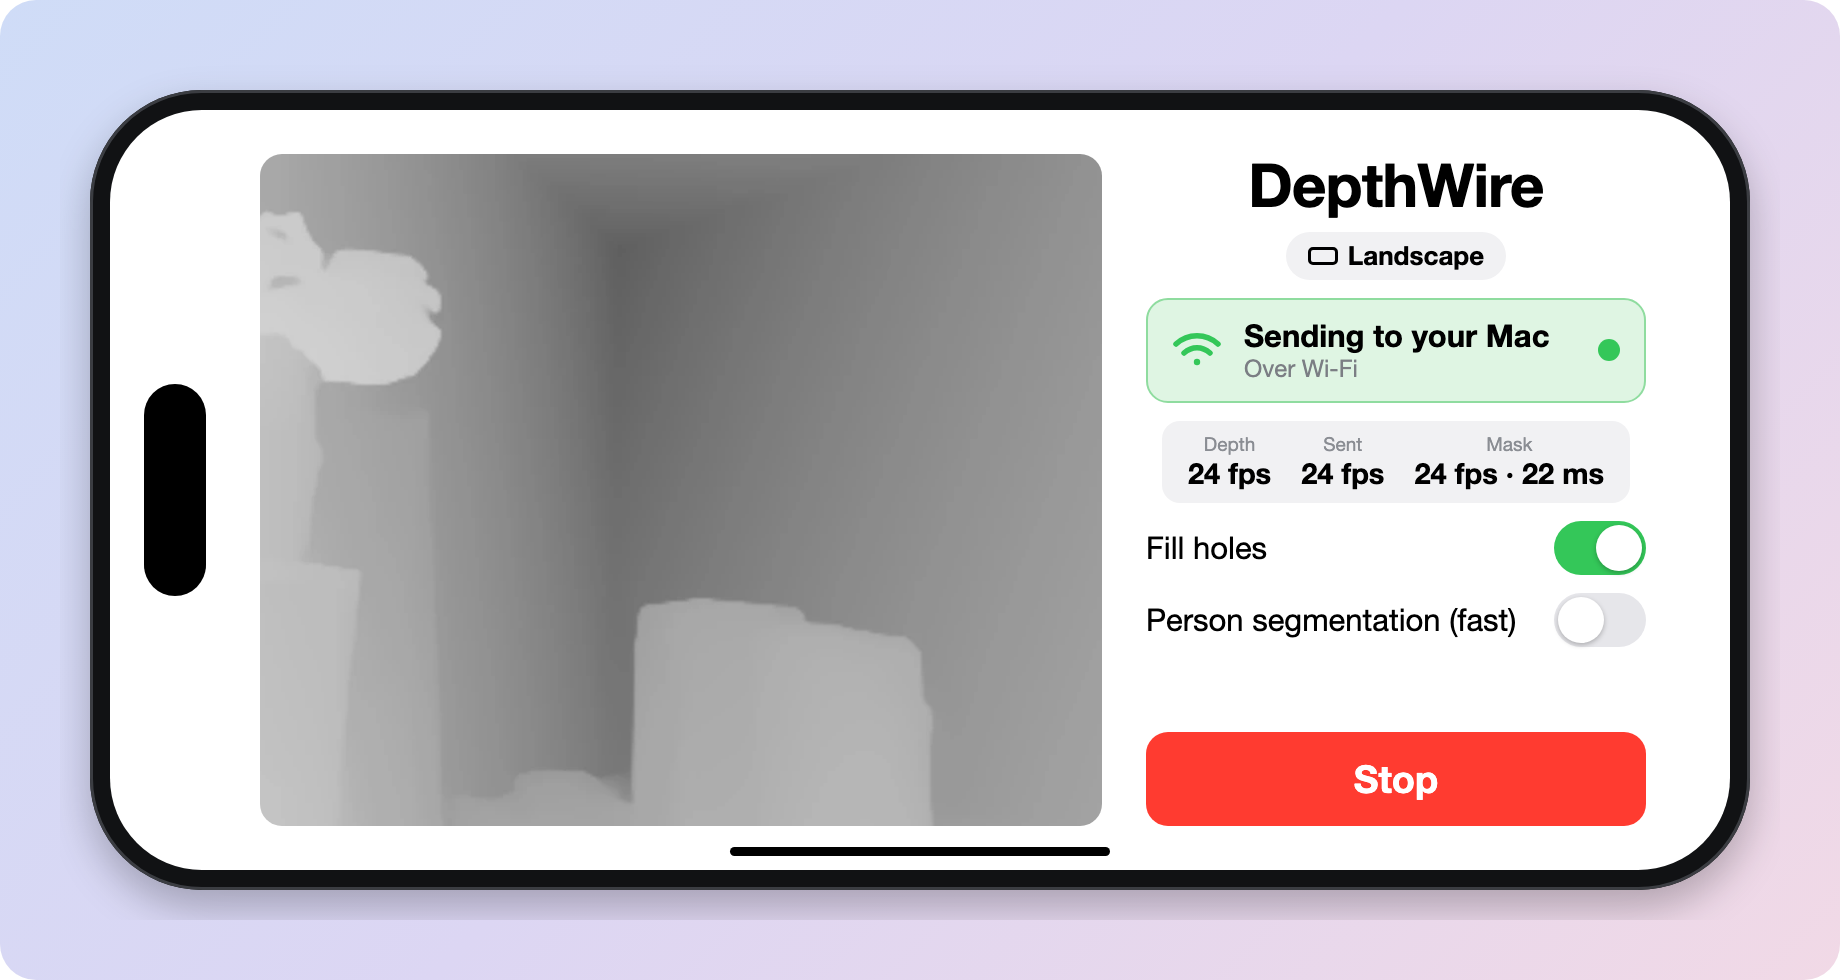 DepthWire
Landscape
Sending to your Mac
Over Wi-Fi
Depth Sent Mask
24 fps 24 fps 24 fps · 22 ms
Fill holes
Person segmentation (fast)
Stop